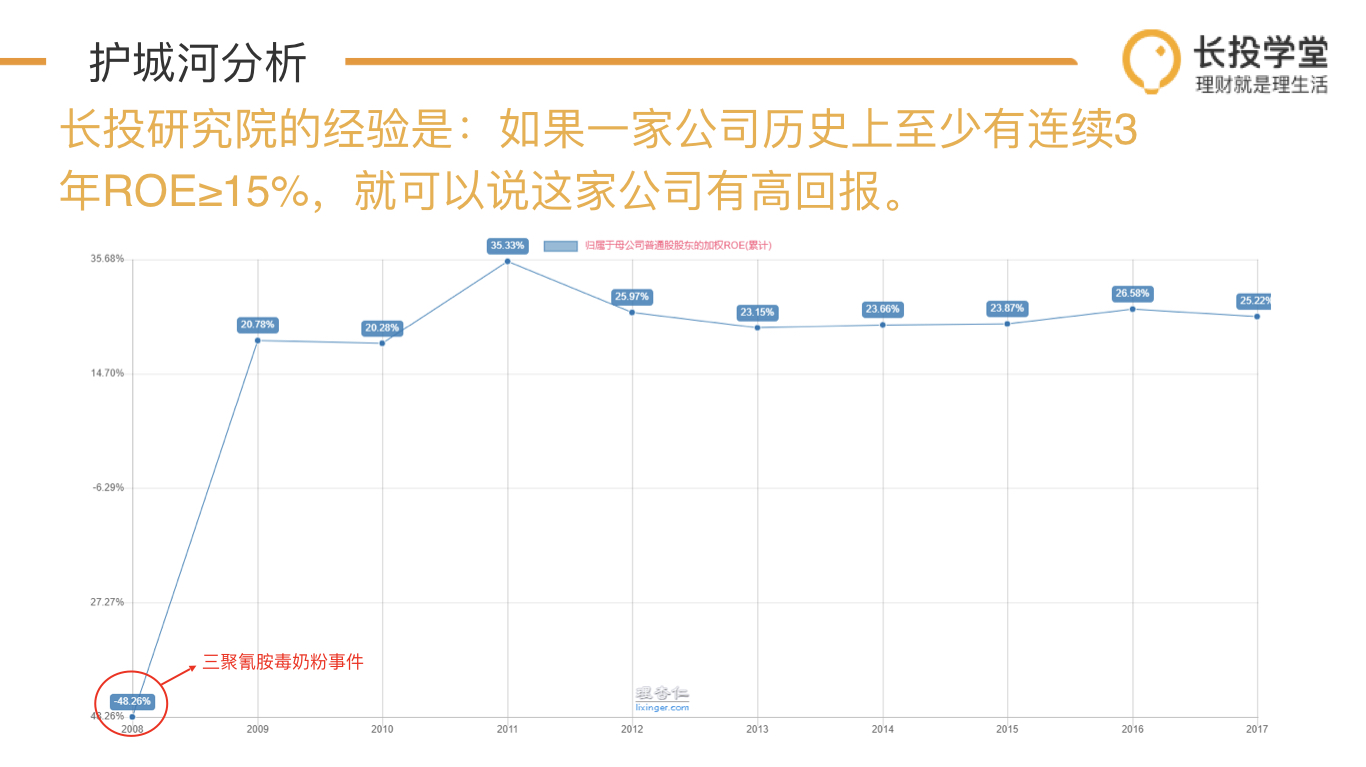 护城河分析
长投学堂
理财就是理生活
长投研究院的经验是：如果一家公司历史上至少有连续3
年ROE≥15%，就可以说这家公司有高回报。
35.33% 归属于母公司普通股股东的加权ROE(累计)
35.68%
20.78% 20.28% 25.97% 23.15% 23.66% 23.87% 26.58% 25.22%
14.70%
-6.29%
27.27%
三聚氰胺毒奶粉事件
-48.26%
理杏仁
lixinger.com
48.26%
2008 2009 2010 2011 2012 2013 2014 2015 2016 2017